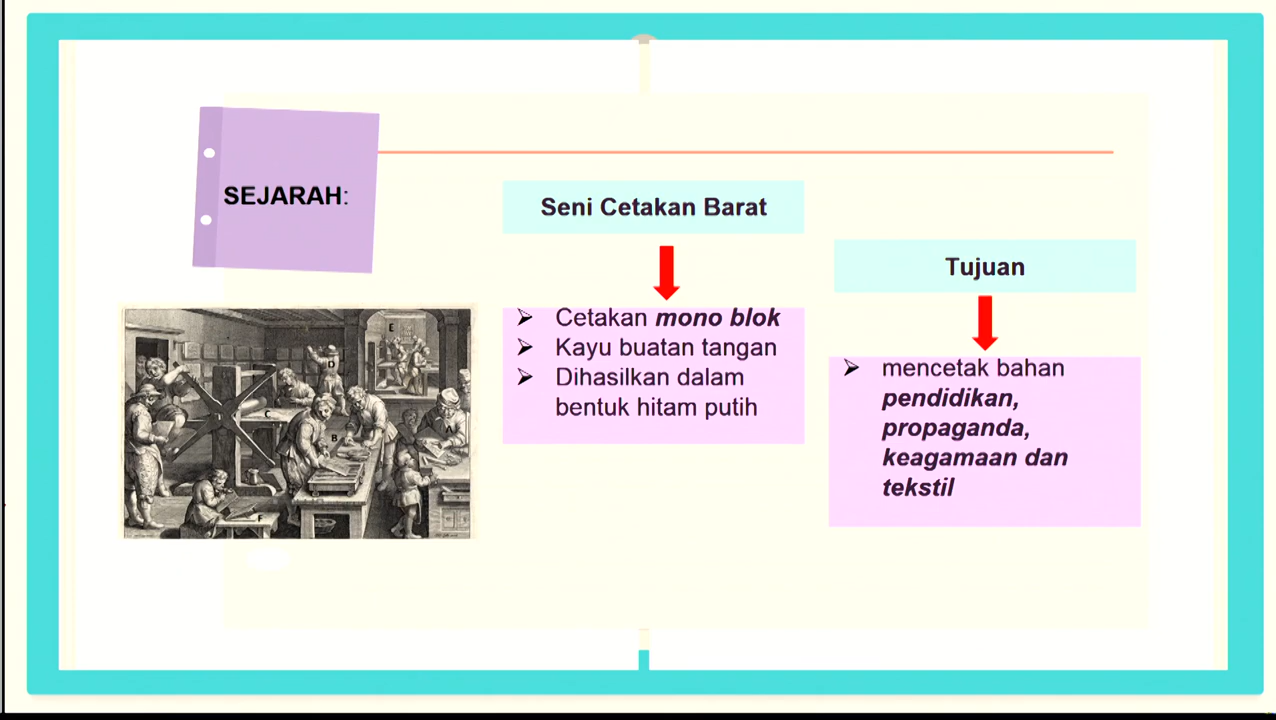 SEJARAH:
Seni Cetakan Barat
Cetakan mono blok
Kayu buatan tangan
Dihasilkan dalam
bentuk hitam putih
Tujuan
mencetak bahan
pendidikan,
propaganda,
keagamaan dan
tekstil
E
D
C
B
A
F